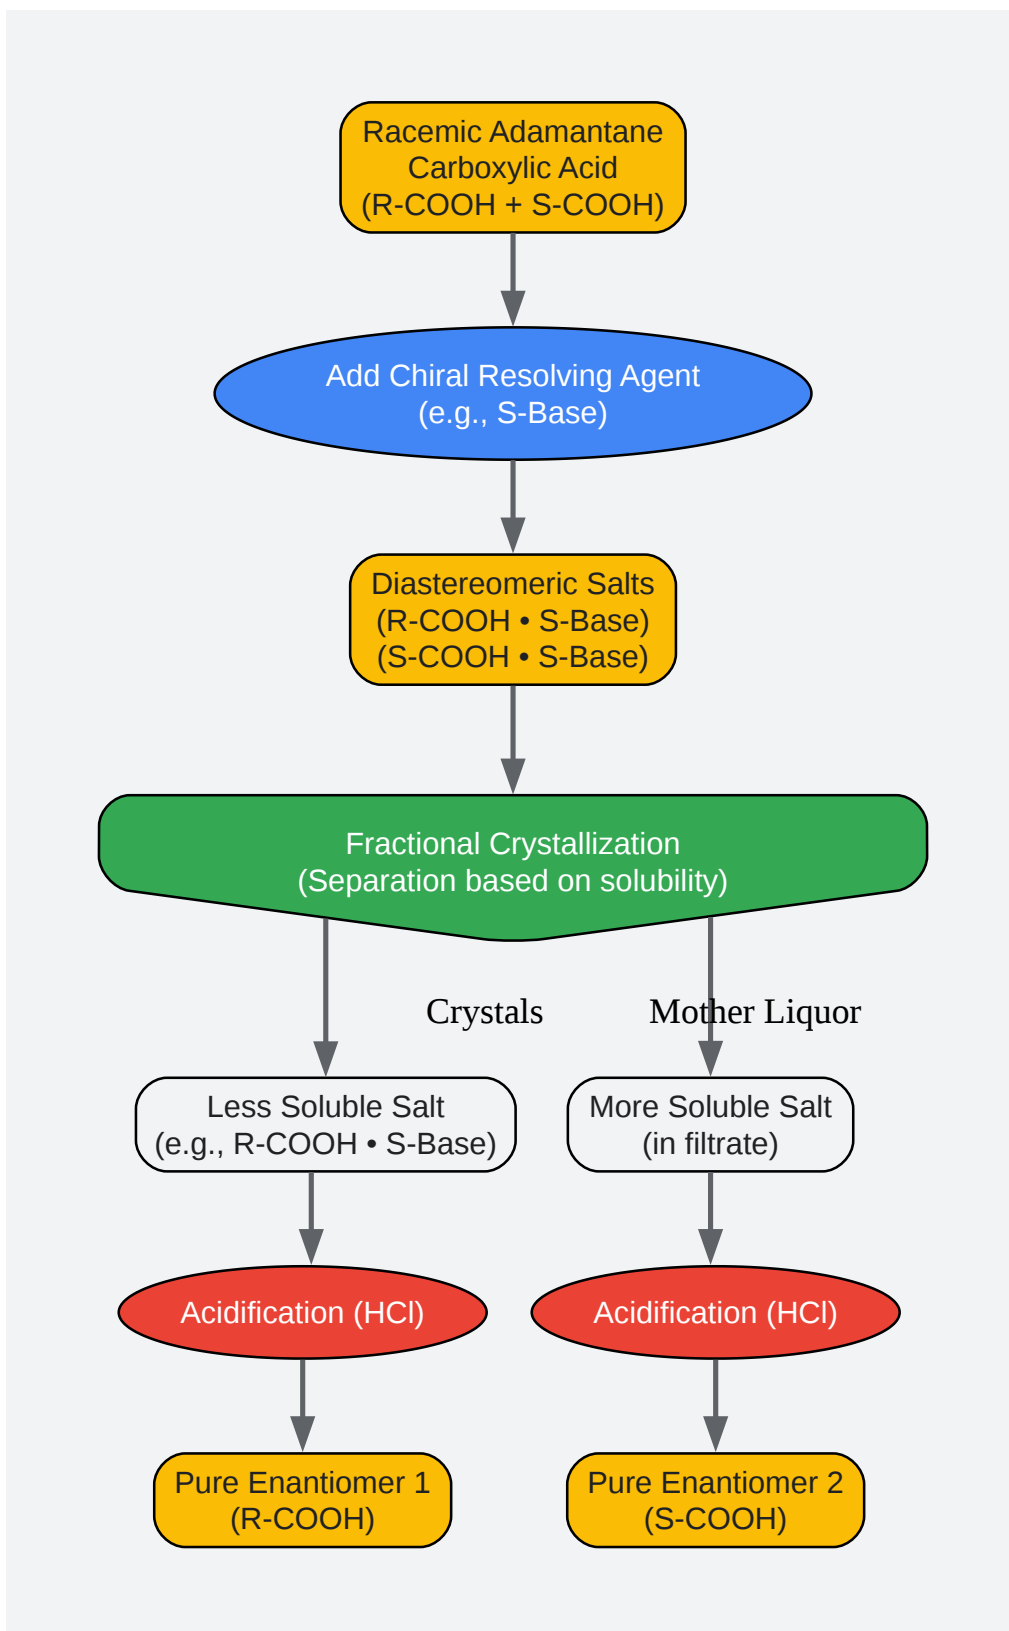 Racemic Adamantane
Carboxylic Acid
(R-COOH + S-COOH)
Add Chiral Resolving Agent
(e.g., S-Base)
Diastereomeric Salts
(R-COOH • S-Base)
(S-COOH • S-Base)
Fractional Crystallization
(Separation based on solubility)
Crystals
Mother Liquor
Less Soluble Salt
(e.g., R-COOH • S-Base)
More Soluble Salt
(in filtrate)
Acidification (HCl)
Acidification (HCl)
Pure Enantiomer 1
(R-COOH)
Pure Enantiomer 2
(S-COOH)